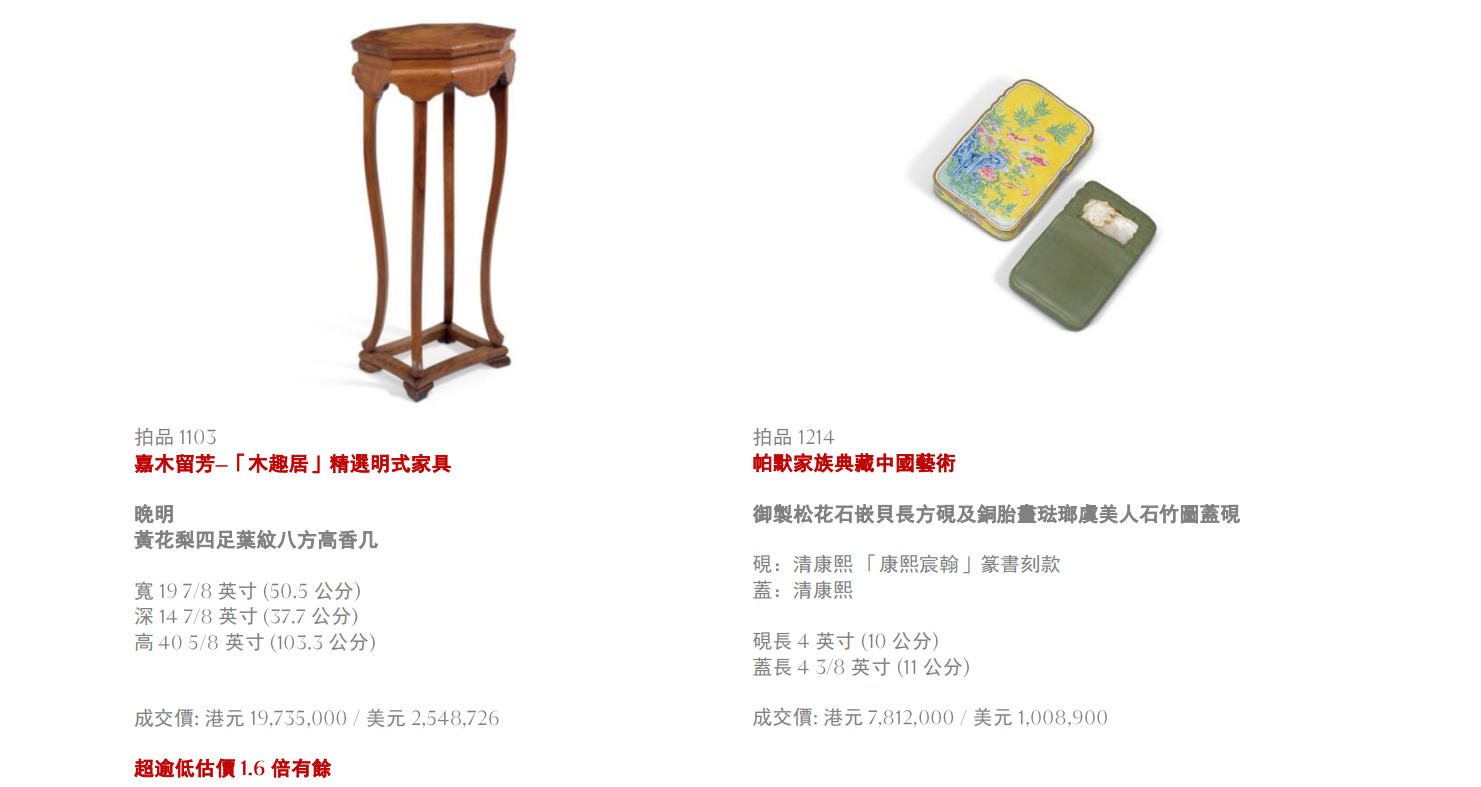 拍品 1103
嘉木留芳–「木趣居」精選明式家具
晚明
黃花梨四足葉紋八方高香几
寬 19 7/8 英寸 (50.5 公分)
深 14 7/8 英寸 (37.7 公分)
高 40 5/8 英寸 (103.3 公分)
成交價: 港元 19,735,000 / 美元 2,548,726
超逾低估價 1.6 倍有餘
拍品 1214
帕默家族典藏中國藝術
御製松花石嵌貝長方硯及銅胎畫琺瑯虞美人石竹圖蓋硯
硯：清康熙 「康熙宸翰」篆書刻款
蓋：清康熙
硯長 4 英寸 (10 公分)
蓋長 4 3/8 英寸 (11 公分)
成交價: 港元 7,812,000 / 美元 1,008,900